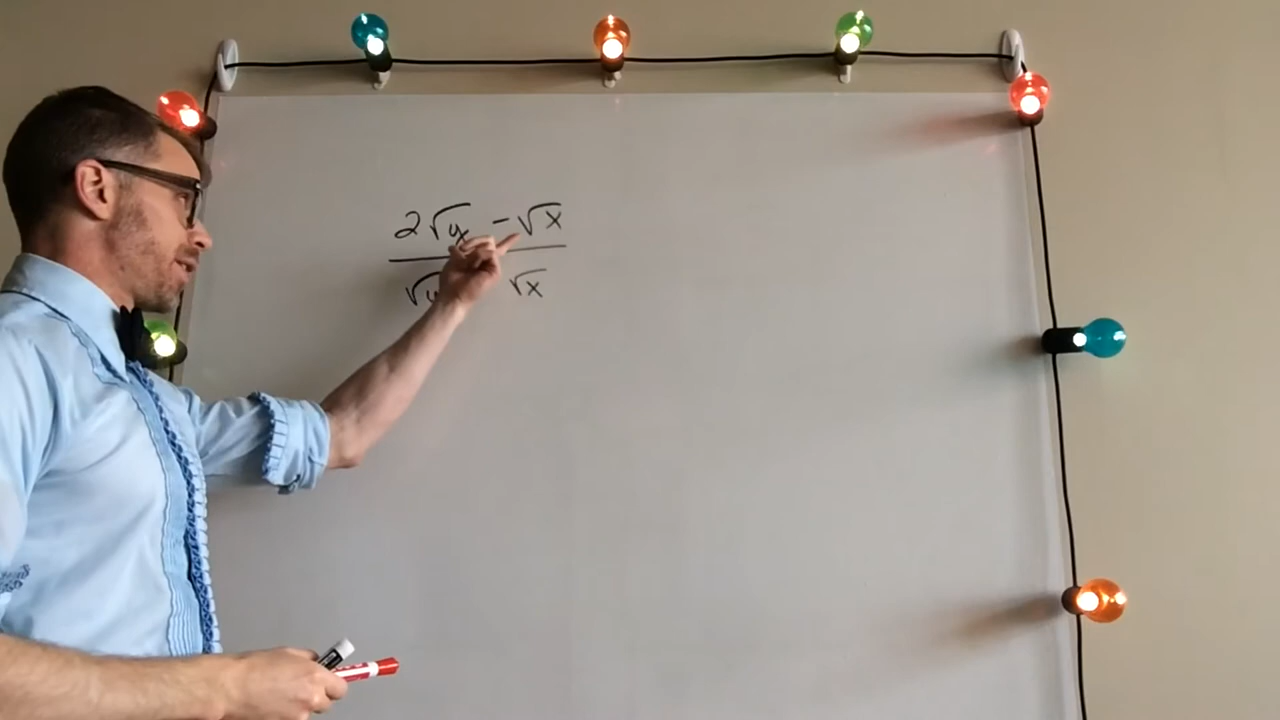 2√y - √x
√y √x